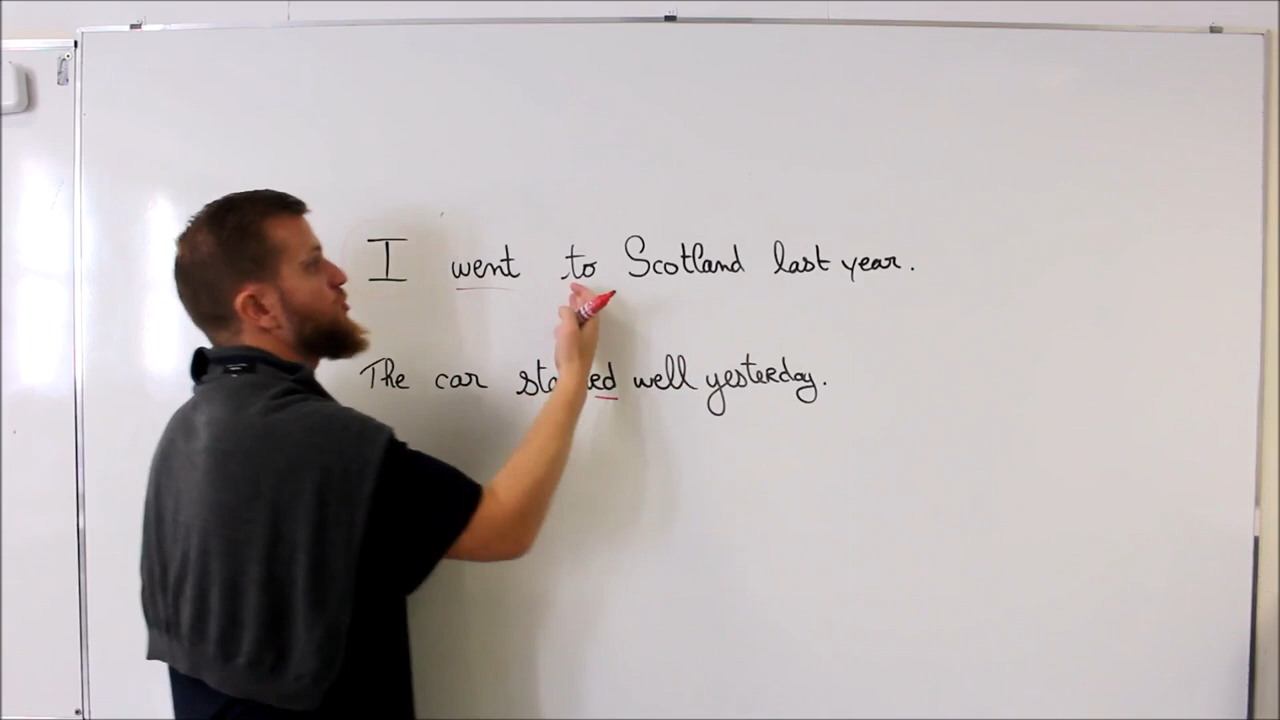 I went to Scotland last year.
The car well yesterday.